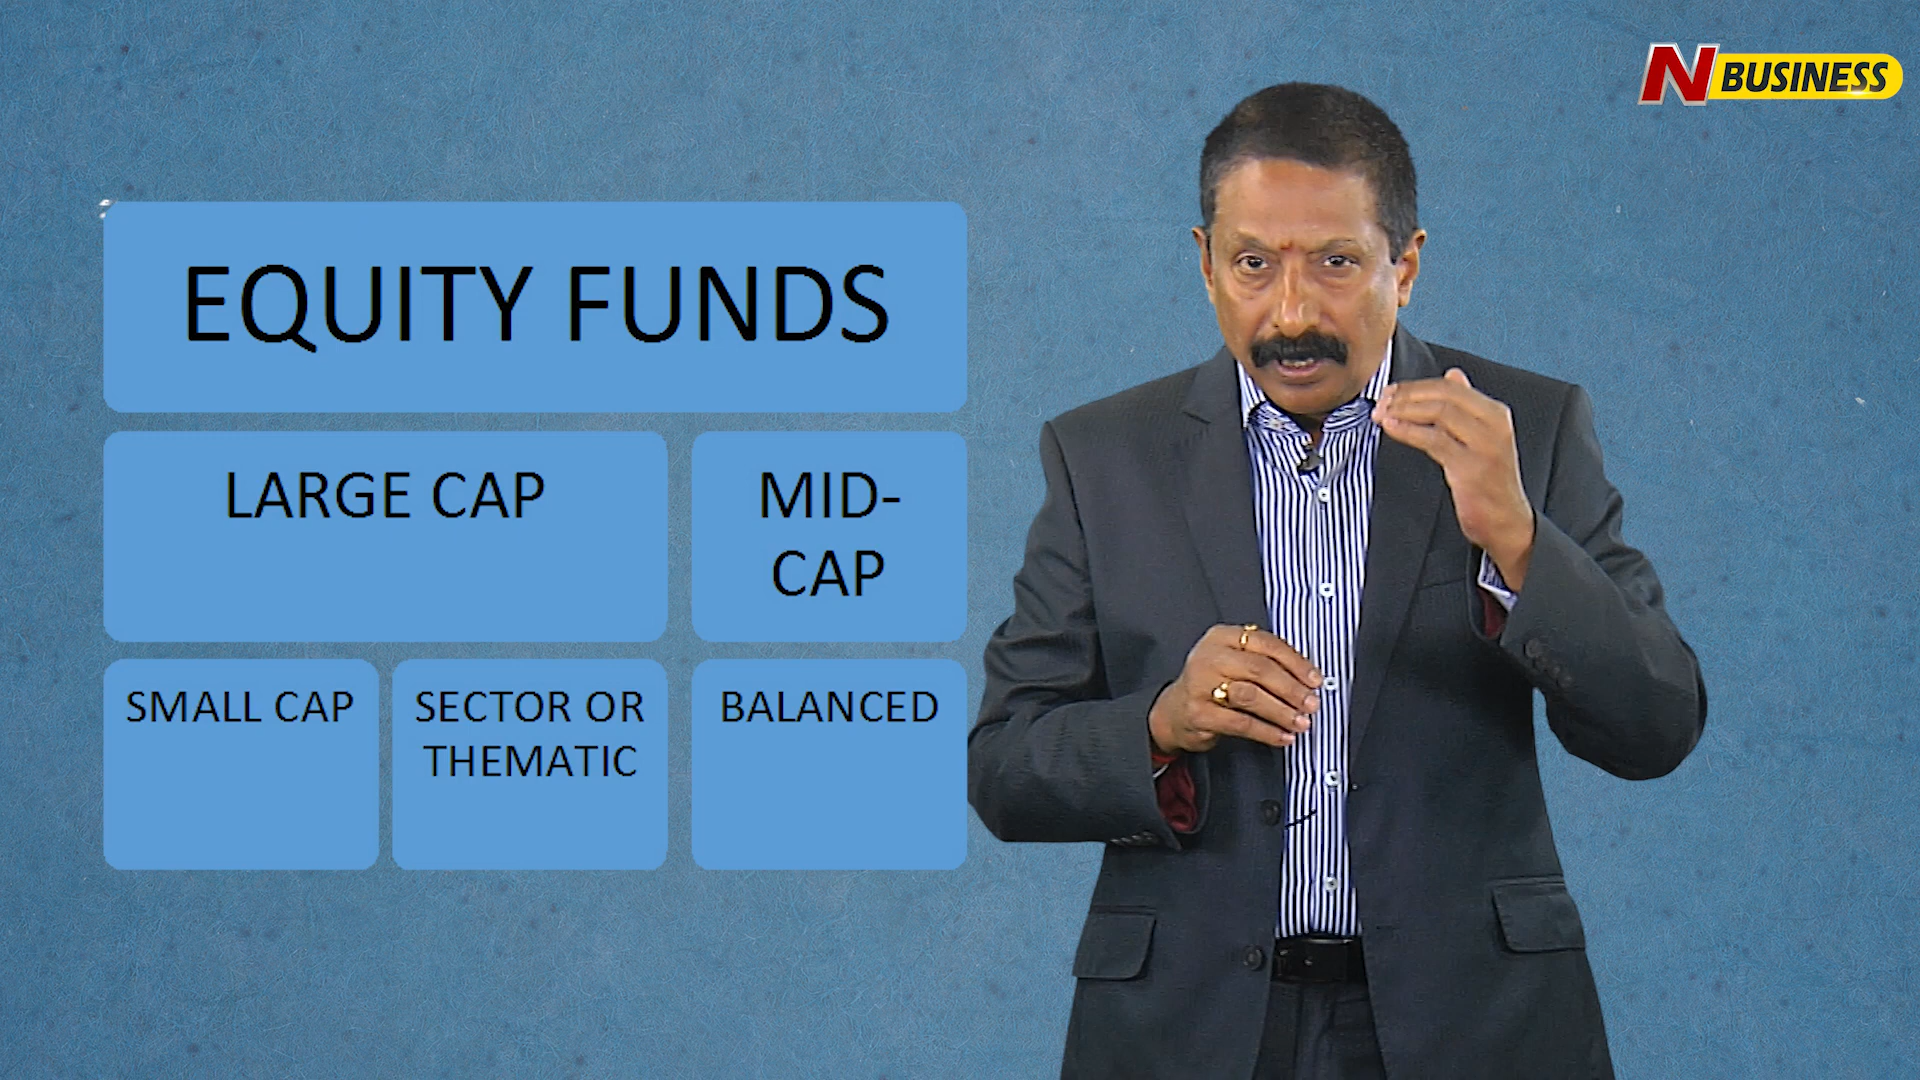 N BUSINESS
EQUITY FUNDS
LARGE CAP
MID-
CAP
SMALL CAP
SECTOR OR
THEMATIC
BALANCED